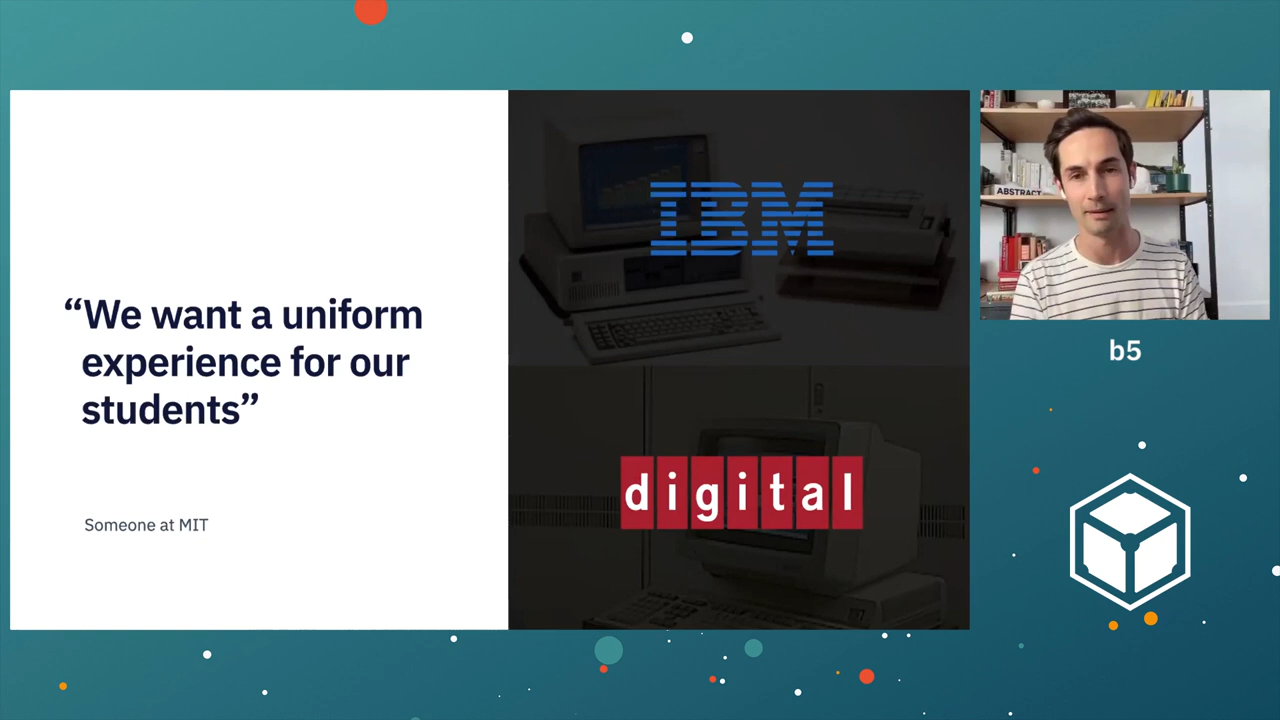 “We want a uniform
experience for our
students”
Someone at MIT
IBM
digital
ABSTRACT
b5